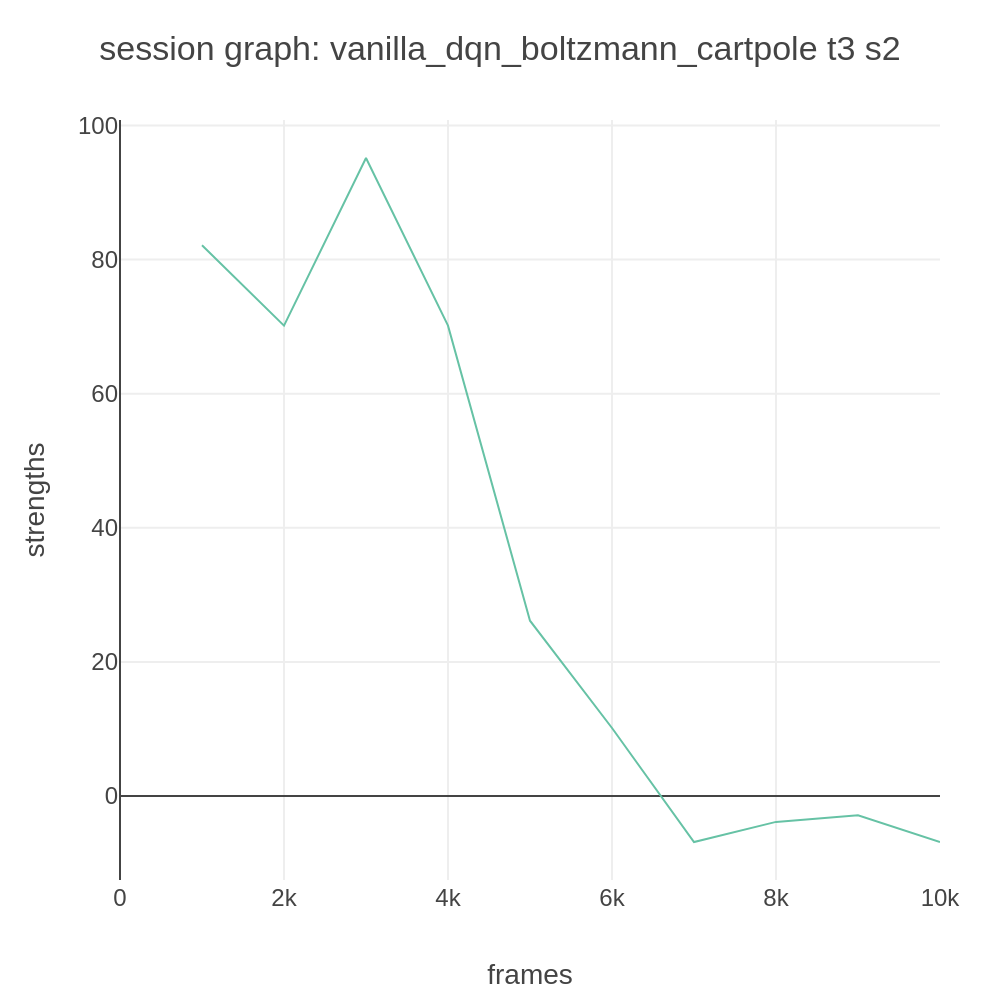 session graph: vanilla_dqn_boltzmann_cartpole t3 s2
100
80
60
40
20
0
strengths
0 2k 4k 6k 8k 10k
frames